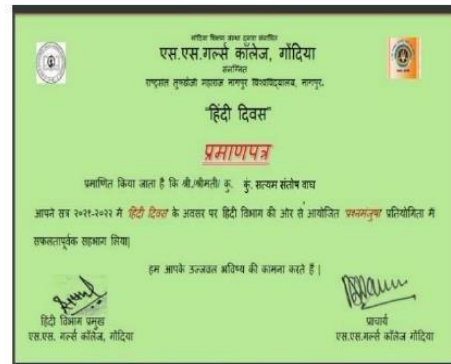 गोंदिया शिक्षण संस्था द्वारा संचालित
एस.एस.गर्ल्स कॉलेज, गोंदिया
संलग्नित
राष्ट्रसंत तुकडोजी महाराज नागपुर विश्वविद्यालय, नागपुर.
"हिंदी दिवस"
प्रमाणपत्र
प्रमाणित किया जाता है कि श्री./श्रीमती/ कु. कुं. सत्यम संतोष वाघ
आपने सत्र २०२१-२०२२ में हिंदी दिवस के अवसर पर हिंदी विभाग की ओर से आयोजित प्रश्नमंजुषा प्रतियोगिता में
सफलतापूर्वक सहभाग लिया|
हम आपके उज्जवल भविष्य की कामना करते हैं |
हिंदी विभाग प्रमुख
एस.एस. गर्ल्स कॉलेज, गोंदिया
प्राचार्य
एस.एस.गर्ल्स कॉलेज गोंदिया